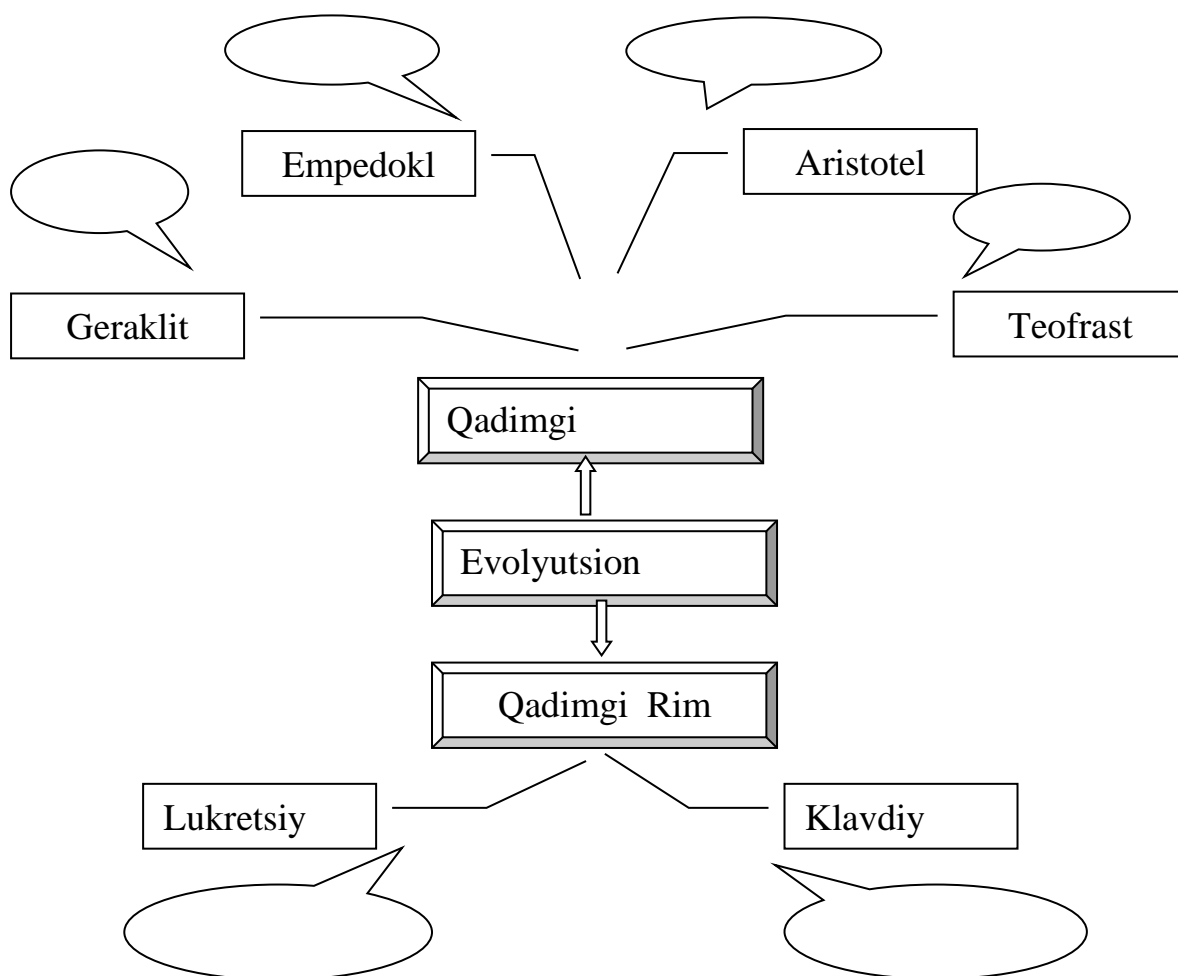 Empedokl
Aristotel
Geraklit
Teofrast
Qadimgi
Evolyutsion
Qadimgi Rim
Lukretsiy
Klavdiy